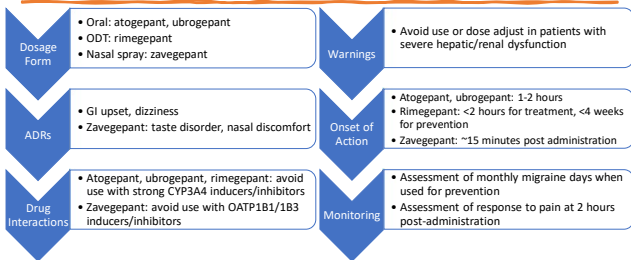 Dosage
Form
• Oral: atogepant, ubrogepant
• ODT: rimegepant
• Nasal spray: zavegepant
ADRs
• GI upset, dizziness
• Zavegepant: taste disorder, nasal discomfort
Drug
Interactions
• Atogepant, ubrogepant, rimegepant: avoid
use with strong CYP3A4 inducers/inhibitors
• Zavegepant: avoid use with OATP1B1/1B3
inducers/inhibitors
Warnings
• Avoid use or dose adjust in patients with
severe hepatic/renal dysfunction
Onset of
Action
• Atogepant, ubrogepant: 1-2 hours
• Rimegepant: <2 hours for treatment, <4 weeks
for prevention
• Zavegepant: ~15 minutes post administration
Monitoring
• Assessment of monthly migraine days when
used for prevention
• Assessment of response to pain at 2 hours
post-administration